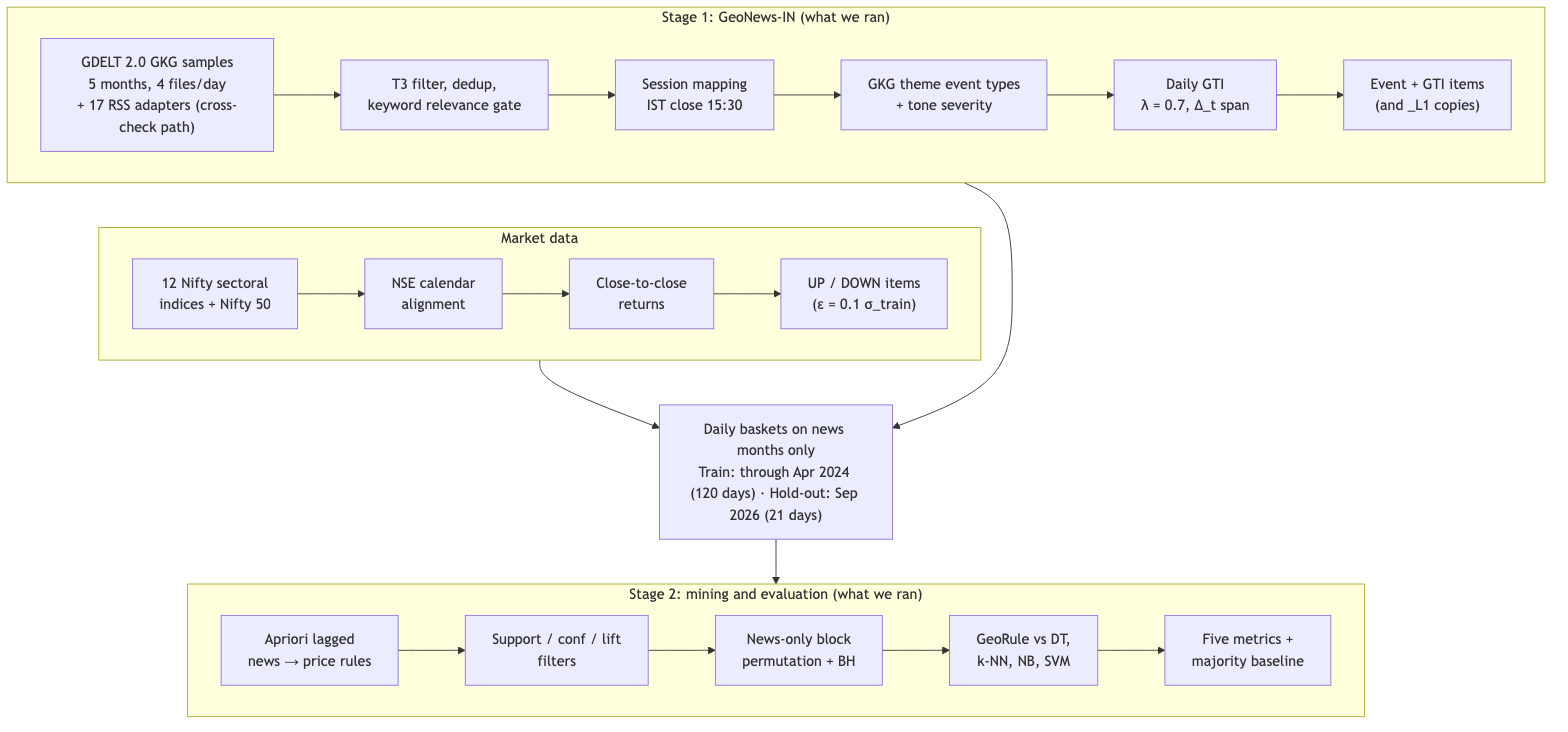 Stage 1: GeoNews-IN (what we ran)
GDELT 2.0 GKG samples
5 months, 4 files/day
+ 17 RSS adapters (cross-
check path)
T3 filter, dedup,
keyword relevance gate
Session mapping
IST close 15:30
GKG theme event types
+ tone severity
Daily GTI
λ = 0.7, Δ_t span
Event + GTI items
(and _L1 copies)
Market data
12 Nifty sectoral
indices + Nifty 50
NSE calendar
alignment
Close-to-close
returns
UP / DOWN items
(ε = 0.1 σ_train)
Daily baskets on news
months only
Train: through Apr 2024
(120 days) · Hold-out: Sep
2026 (21 days)
Stage 2: mining and evaluation (what we ran)
Apriori lagged
news → price rules
Support / conf / lift
filters
News-only block
permutation + BH
GeoRule vs DT,
k-NN, NB, SVM
Five metrics +
majority baseline